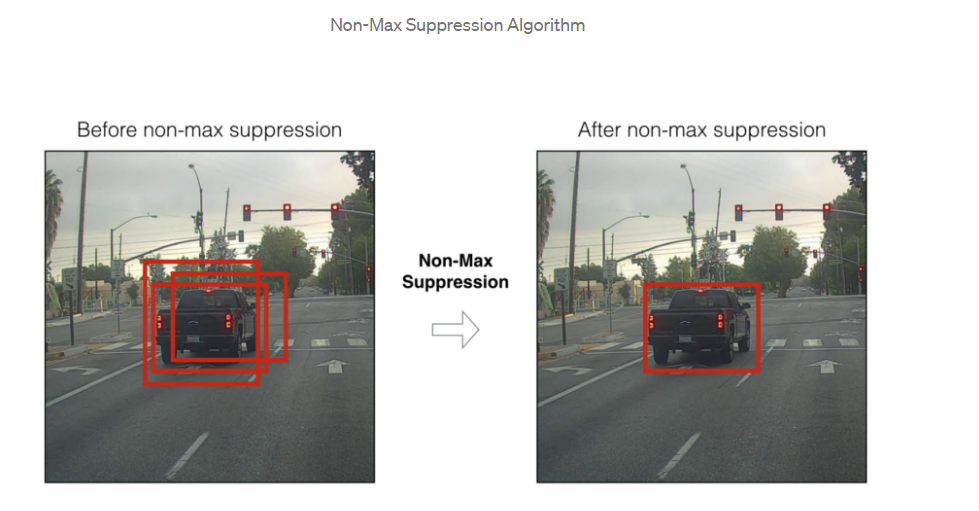 Non-Max Suppression Algorithm
Before non-max suppression
After non-max suppression
Non-Max
Suppression